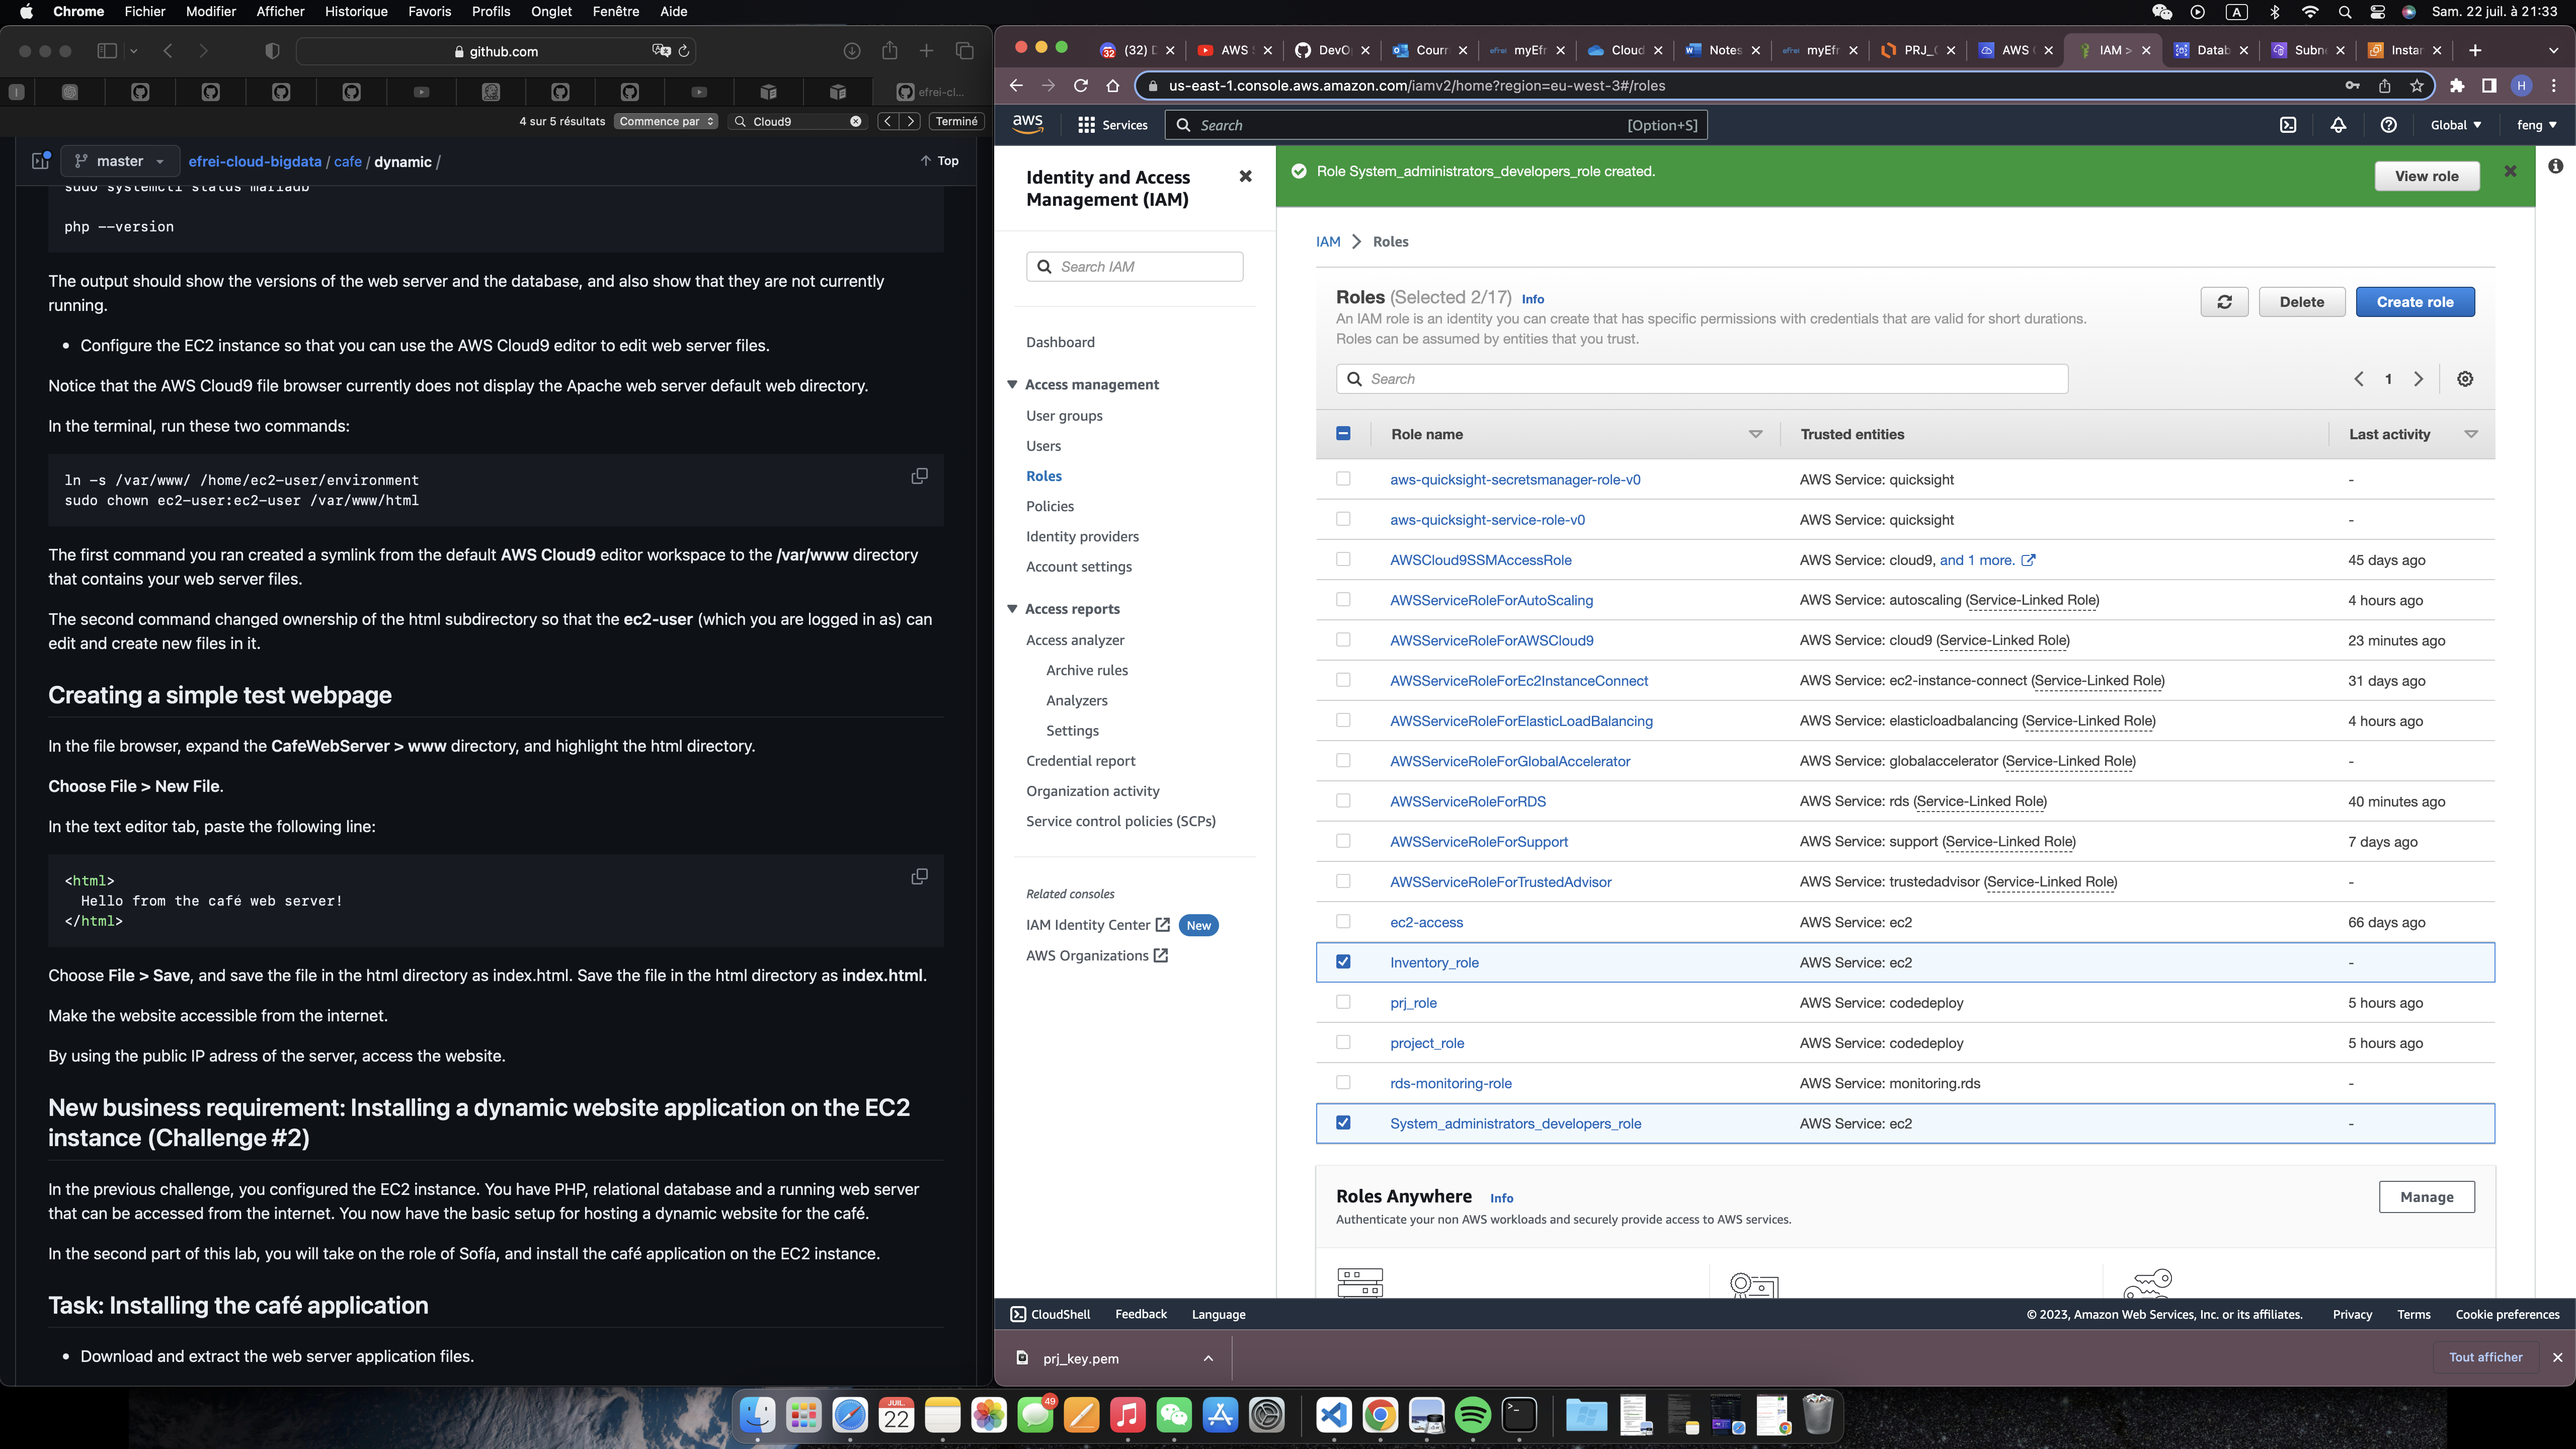 Chrome Fichier Modifier Afficher Historique Favoris Profils Onglet Fenêtre Aide
A Sam. 22 juil. à 21:33
github.com
efrei-cl...
4 sur 5 résultats Commence par Cloud9 Terminé
master efrei-cloud-bigdata / cafe / dynamic / Top
sudo systemctl status mariadb
php --version
The output should show the versions of the web server and the database, and also show that they are not currently
running.
• Configure the EC2 instance so that you can use the AWS Cloud9 editor to edit web server files.
Notice that the AWS Cloud9 file browser currently does not display the Apache web server default web directory.
In the terminal, run these two commands:
ln -s /var/www/ /home/ec2-user/environment
sudo chown ec2-user:ec2-user /var/www/html
The first command you ran created a symlink from the default AWS Cloud9 editor workspace to the /var/www directory
that contains your web server files.
The second command changed ownership of the html subdirectory so that the ec2-user (which you are logged in as) can
edit and create new files in it.
Creating a simple test webpage
In the file browser, expand the CafeWebServer > www directory, and highlight the html directory.
Choose File > New File.
In the text editor tab, paste the following line:
<html>
Hello from the café web server!
</html>
Choose File > Save, and save the file in the html directory as index.html. Save the file in the html directory as index.html.
Make the website accessible from the internet.
By using the public IP adress of the server, access the website.
New business requirement: Installing a dynamic website application on the EC2
instance (Challenge #2)
In the previous challenge, you configured the EC2 instance. You have PHP, relational database and a running web server
that can be accessed from the internet. You now have the basic setup for hosting a dynamic website for the café.
In the second part of this lab, you will take on the role of Sofía, and install the café application on the EC2 instance.
Task: Installing the café application
• Download and extract the web server application files.
(32) AWS DevO Courr myEfr Cloud Notes myEfr PRJ_ AWS IAM > Datab Subne Instar
us-east-1.console.aws.amazon.com/iamv2/home?region=eu-west-3#/roles H
aws Services Search [Option+S] Global feng
Identity and Access
Management (IAM)
Search IAM
Dashboard
Access management
User groups
Users
Roles
Policies
Identity providers
Account settings
Access reports
Access analyzer
Archive rules
Analyzers
Settings
Credential report
Organization activity
Service control policies (SCPs)
Related consoles
IAM Identity Center New
AWS Organizations
Role System_administrators_developers_role created. View role
IAM > Roles
Roles (Selected 2/17) Info Delete Create role
An IAM role is an identity you can create that has specific permissions with credentials that are valid for short durations.
Roles can be assumed by entities that you trust.
Search 1
Role name Trusted entities Last activity
aws-quicksight-secretsmanager-role-v0 AWS Service: quicksight -
aws-quicksight-service-role-v0 AWS Service: quicksight -
AWSCloud9SSMAccessRole AWS Service: cloud9, and 1 more. 45 days ago
AWSServiceRoleForAutoScaling AWS Service: autoscaling (Service-Linked Role) 4 hours ago
AWSServiceRoleForAWSCloud9 AWS Service: cloud9 (Service-Linked Role) 23 minutes ago
AWSServiceRoleForEc2InstanceConnect AWS Service: ec2-instance-connect (Service-Linked Role) 31 days ago
AWSServiceRoleForElasticLoadBalancing AWS Service: elasticloadbalancing (Service-Linked Role) 4 hours ago
AWSServiceRoleForGlobalAccelerator AWS Service: globalaccelerator (Service-Linked Role) -
AWSServiceRoleForRDS AWS Service: rds (Service-Linked Role) 40 minutes ago
AWSServiceRoleForSupport AWS Service: support (Service-Linked Role) 7 days ago
AWSServiceRoleForTrustedAdvisor AWS Service: trustedadvisor (Service-Linked Role) -
ec2-access AWS Service: ec2 66 days ago
Inventory_role AWS Service: ec2 -
prj_role AWS Service: codedeploy 5 hours ago
project_role AWS Service: codedeploy 5 hours ago
rds-monitoring-role AWS Service: monitoring.rds -
System_administrators_developers_role AWS Service: ec2 -
Roles Anywhere Info Manage
Authenticate your non AWS workloads and securely provide access to AWS services.
CloudShell Feedback Language © 2023, Amazon Web Services, Inc. or its affiliates. Privacy Terms Cookie preferences
prj_key.pem Tout afficher
JUIL. 22 49